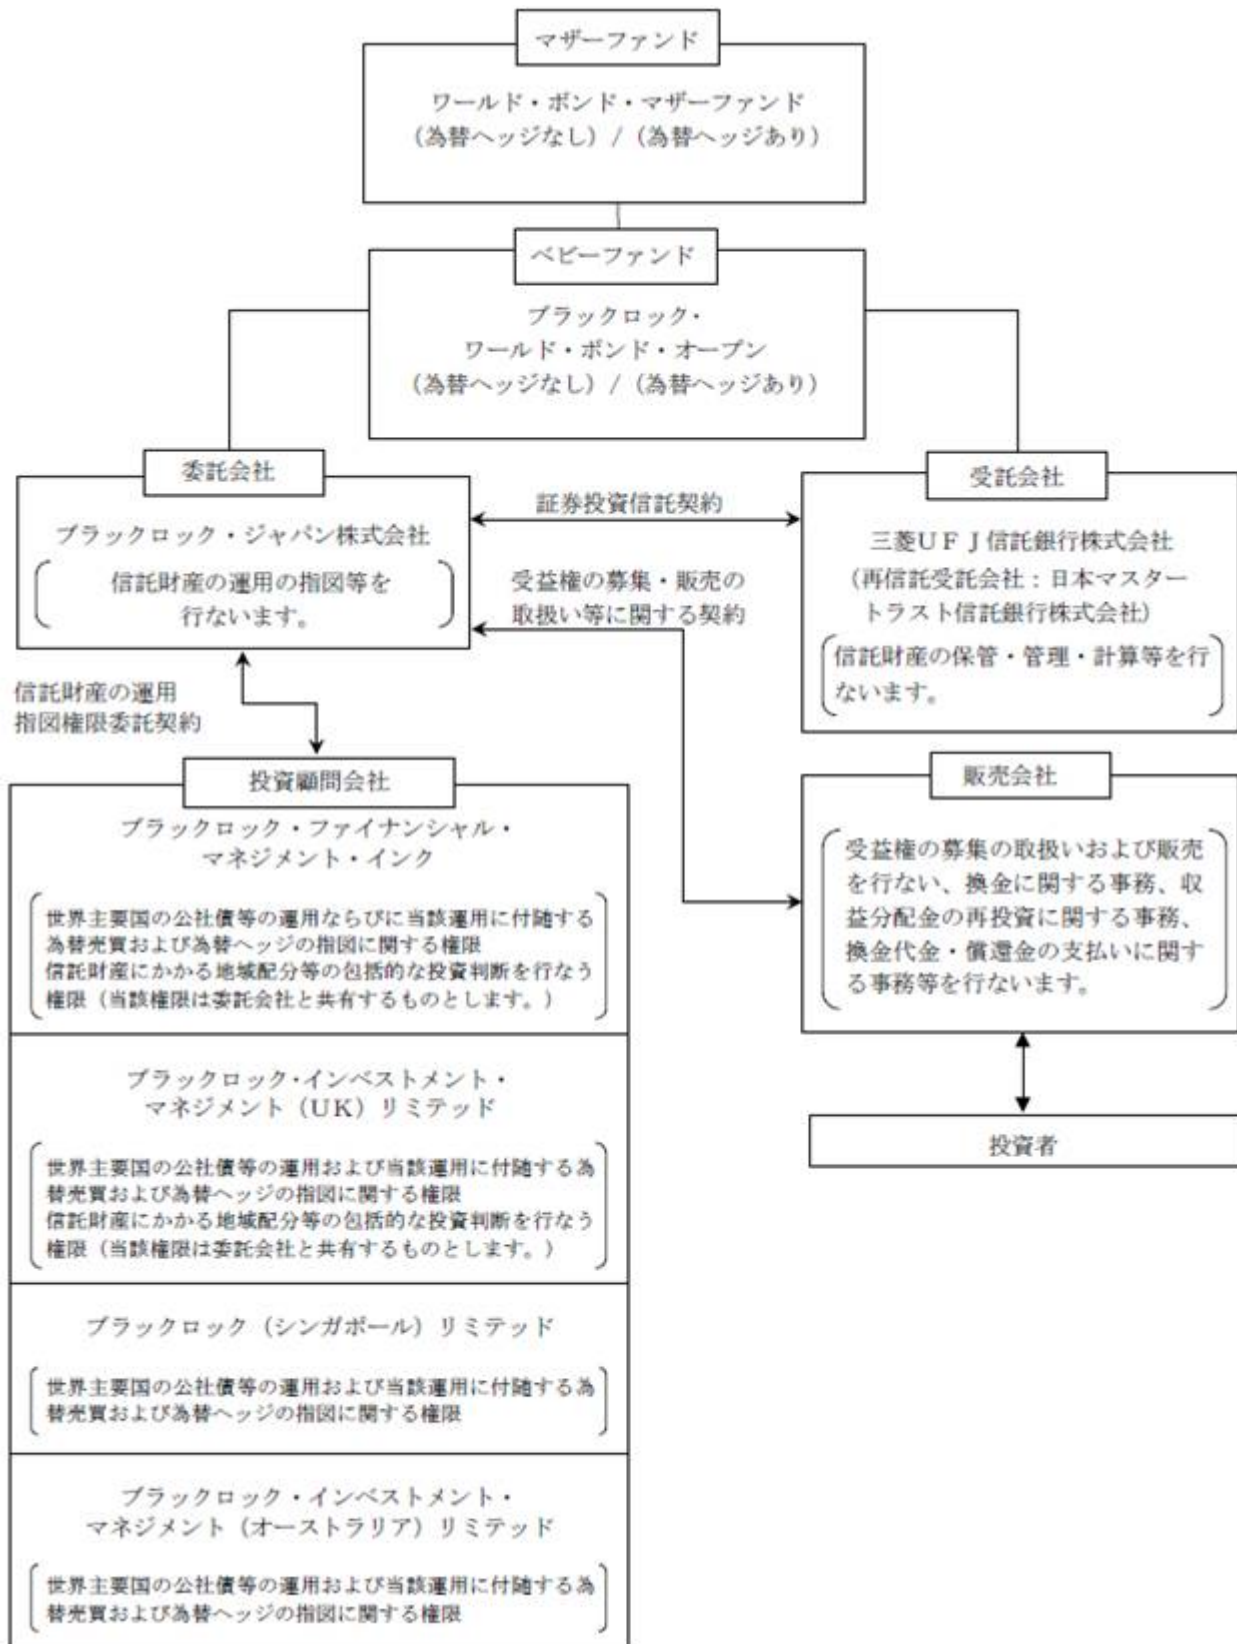 マザーファンド
ワールド・ボンド・マザーファンド
（為替ヘッジなし）/（為替ヘッジあり）
ベビーファンド
ブラックロック・
ワールド・ボンド・オープン
（為替ヘッジなし）/（為替ヘッジあり）
委託会社
ブラックロック・ジャパン株式会社
信託財産の運用の指図等を
行ないます。
証券投資信託契約
受益権の募集・販売の
取扱い等に関する契約
受託会社
三菱ＵＦＪ信託銀行株式会社
（再信託受託会社：日本マスター
トラスト信託銀行株式会社）
信託財産の保管・管理・計算等を行
ないます。
信託財産の運用
指図権限委託契約
投資顧問会社
ブラックロック・ファイナンシャル・
マネジメント・インク
世界主要国の公社債等の運用ならびに当該運用に付随する
為替売買および為替ヘッジの指図に関する権限
信託財産にかかる地域配分等の包括的な投資判断を行なう
権限（当該権限は委託会社と共有するものとします。）
ブラックロック・インベストメント・
マネジメント（UK）リミテッド
世界主要国の公社債等の運用および当該運用に付随する為
替売買および為替ヘッジの指図に関する権限
信託財産にかかる地域配分等の包括的な投資判断を行なう
権限（当該権限は委託会社と共有するものとします。）
ブラックロック（シンガポール）リミテッド
世界主要国の公社債等の運用および当該運用に付随する為
替売買および為替ヘッジの指図に関する権限
ブラックロック・インベストメント・
マネジメント（オーストラリア）リミテッド
世界主要国の公社債等の運用および当該運用に付随する為
替売買および為替ヘッジの指図に関する権限
販売会社
受益権の募集の取扱いおよび販売
を行ない、換金に関する事務、収
益分配金の再投資に関する事務、
換金代金・償還金の支払いに関す
る事務等を行ないます。
投資者